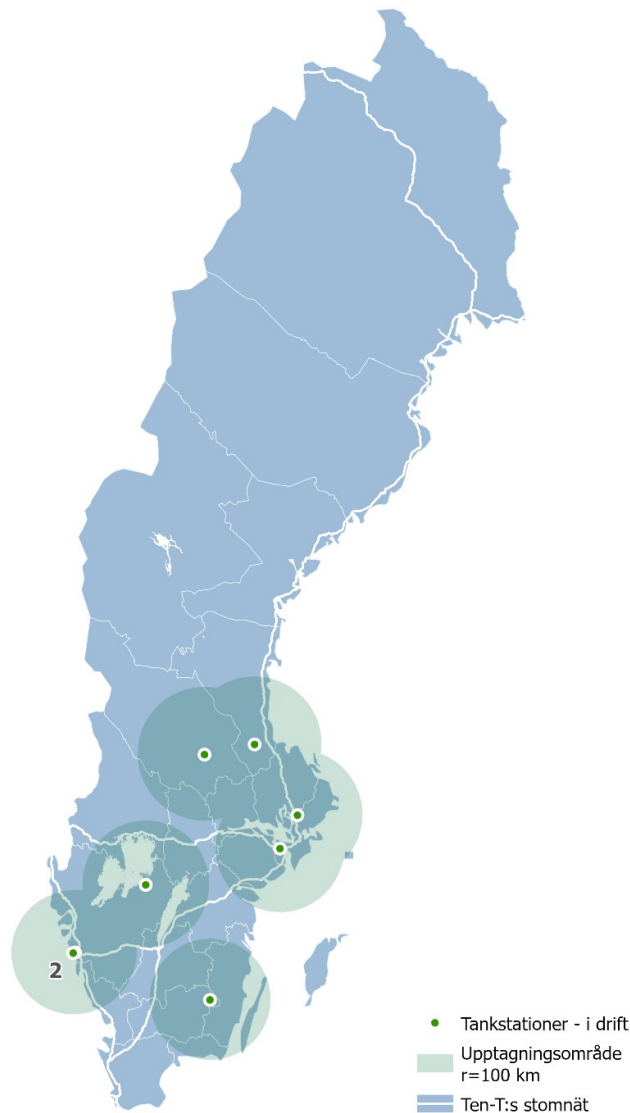 2
Tankstationer - i drift
Upptagningsområde
r=100 km
Ten-T:s stomnät